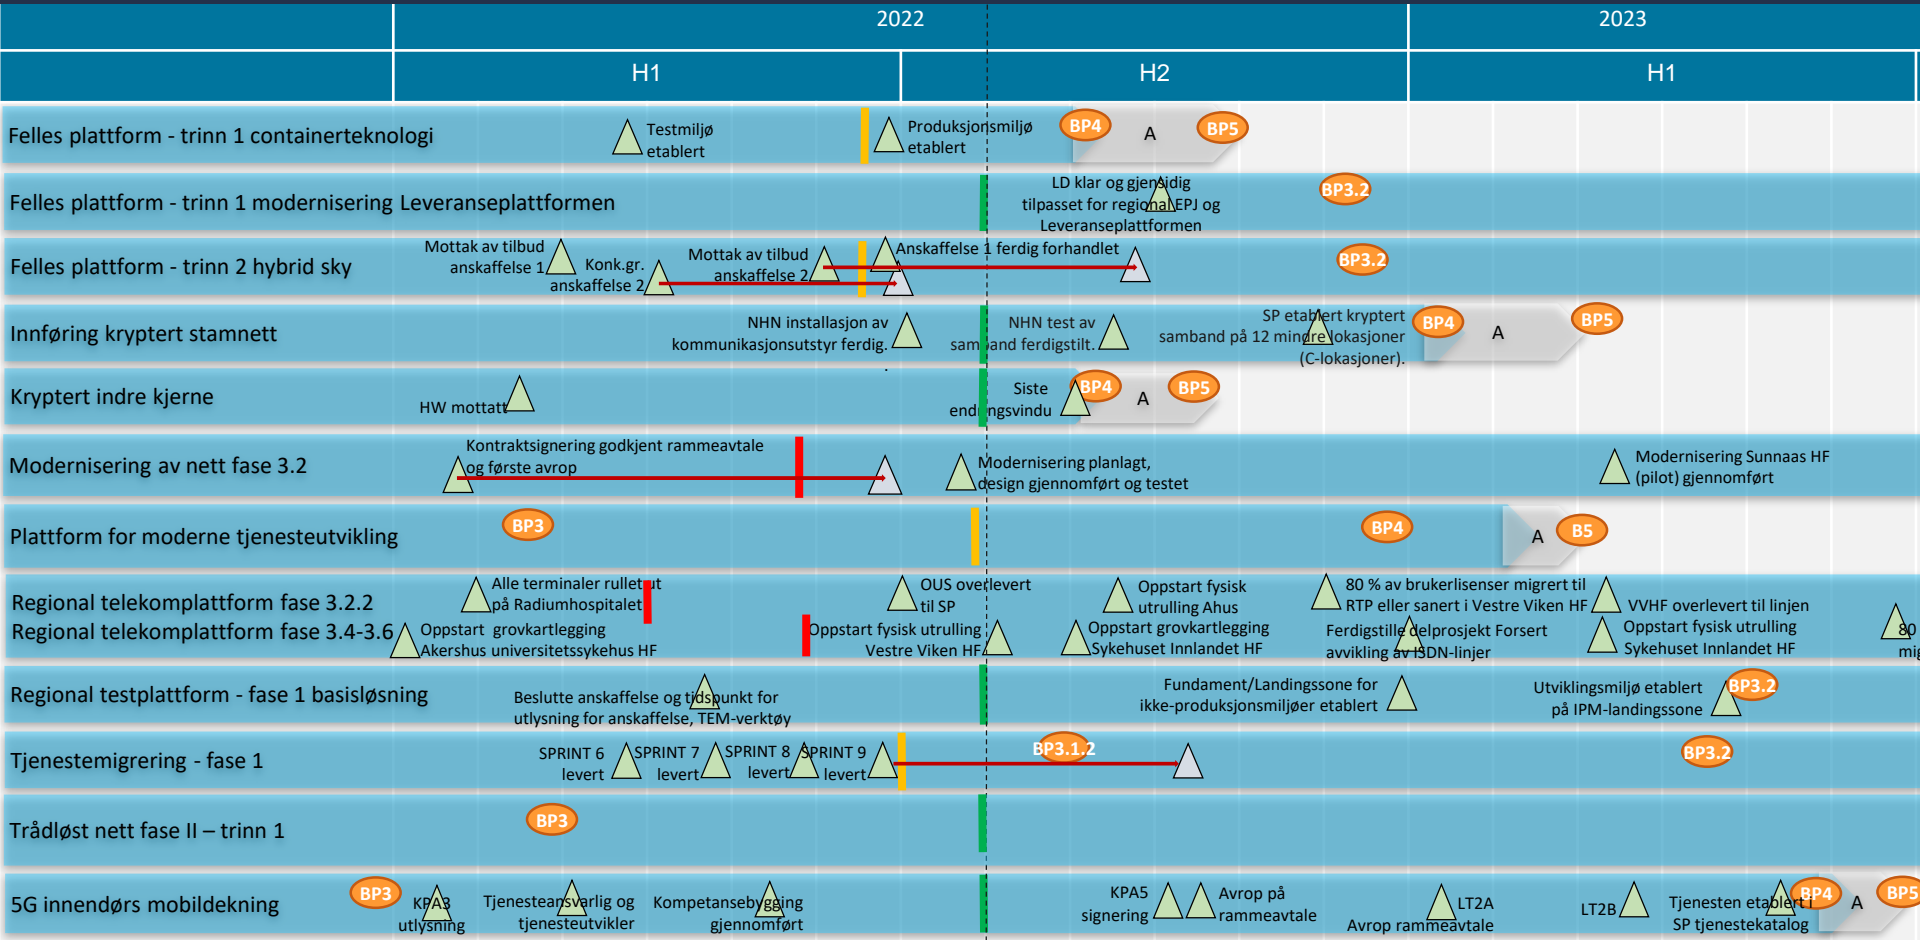 2022
2023
H1
H2
H1
Felles plattform - trinn 1 containerteknologi
Testmiljø
etablert
Produksjonsmiljø
etablert
BP4
A
BP5
Felles plattform - trinn 1 modernisering Leveranseplattformen
LD klar og gjensidig
tilpasset for regional EPJ og
Leveranseplattformen
BP3.2
Felles plattform - trinn 2 hybrid sky
Mottak av tilbud
anskaffelse 1
Konk.gr.
anskaffelse 2
Mottak av tilbud
anskaffelse 2
Anskaffelse 1 ferdig forhandlet
BP3.2
Innføring kryptert stamnett
NHN installasjon av
kommunikasjonsutstyr ferdig.
.
NHN test av
samband ferdigstilt.
SP etablert kryptert
samband på 12 mindre lokasjoner
(C-lokasjoner).
BP4
A
BP5
Kryptert indre kjerne
HW mottatt
Siste
endringsvindu
BP4
A
BP5
Modernisering av nett fase 3.2
Kontraktsignering godkjent rammeavtale
og første avrop
Modernisering planlagt,
design gjennomført og testet
Modernisering Sunnaas HF
(pilot) gjennomført
Plattform for moderne tjenesteutvikling
BP3
BP4
A
B5
Regional telekomplattform fase 3.2.2
Alle terminaler rullet ut
på Radiumhospitalet
OUS overlevert
til SP
Oppstart fysisk
utrulling Ahus
80 % av brukerlisenser migrert til
RTP eller sanert i Vestre Viken HF
VVHF overlevert til linjen
Regional telekomplattform fase 3.4-3.6
Oppstart  grovkartlegging
Akershus universitetssykehus HF
Oppstart fysisk utrulling
Vestre Viken HF
Oppstart grovkartlegging
Sykehuset Innlandet HF
Ferdigstille delprosjekt Forsert
avvikling av ISDN-linjer
Oppstart fysisk utrulling
Sykehuset Innlandet HF
80
mig
Regional testplattform - fase 1 basisløsning
Beslutte anskaffelse og tidspunkt for
utlysning for anskaffelse, TEM-verktøy
Fundament/Landingssone for
ikke-produksjonsmiljøer etablert
Utviklingsmiljø etablert
på IPM-landingssone
BP3.2
Tjenestemigrering - fase 1
SPRINT 6
levert
SPRINT 7
levert
SPRINT 8
levert
SPRINT 9
levert
BP3.1.2
BP3.2
Trådløst nett fase II – trinn 1
BP3
5G innendørs mobildekning
BP3
KPA3
utlysning
Tjenesteansvarlig og
tjenesteutvikler
Kompetansebygging
gjennomført
KPA5
signering
Avrop på
rammeavtale
LT2A
Avrop rammeavtale
LT2B
Tjenesten etablert i
SP tjenestekatalog
BP4
A
BP5